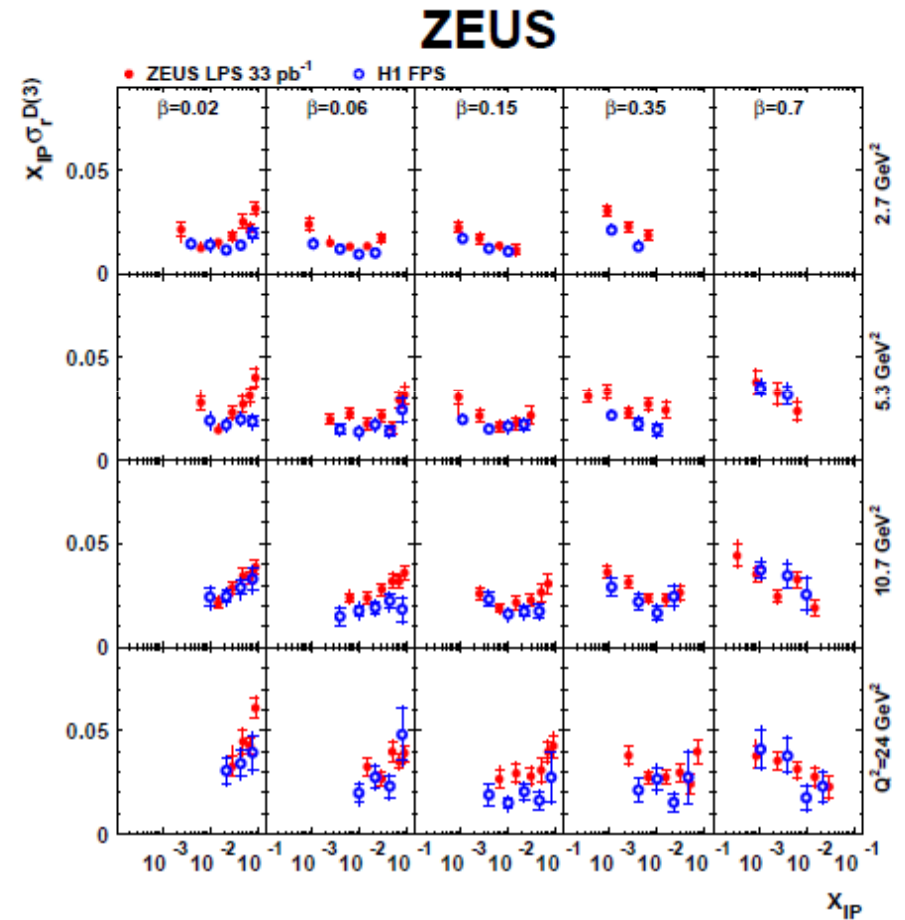 ZEUS
ZEUS LPS 33 pb⁻¹ H1 FPS
x_IP σ_r^D(3)
β=0.02 β=0.06 β=0.15 β=0.35 β=0.7
0.05
0
2.7 GeV²
0.05
0
5.3 GeV²
0.05
0
10.7 GeV²
0.05
0
Q²=24 GeV²
10⁻³ 10⁻² 10⁻¹ 10⁻³ 10⁻² 10⁻¹ 10⁻³ 10⁻² 10⁻¹ 10⁻³ 10⁻² 10⁻¹ 10⁻³ 10⁻² 10⁻¹
x_IP